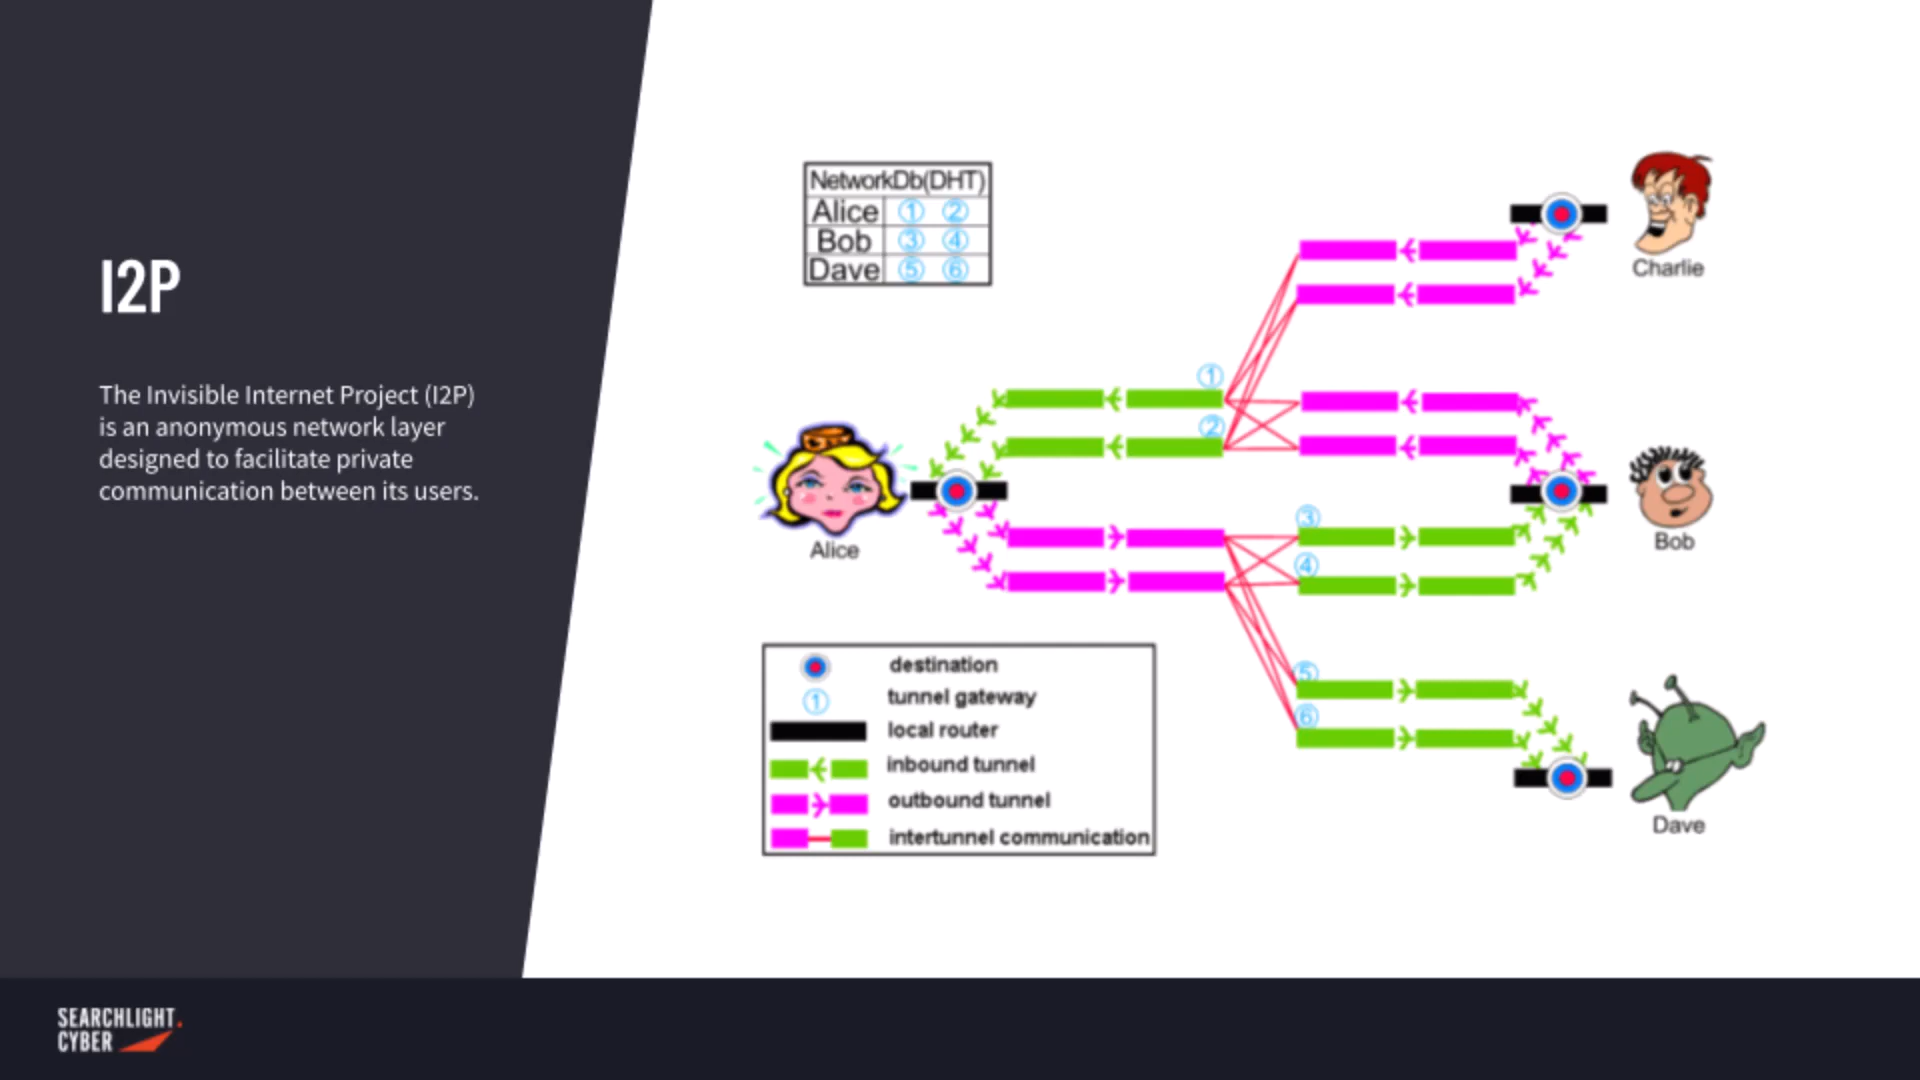 I2P
The Invisible Internet Project (I2P)
is an anonymous network layer
designed to facilitate private
communication between its users.
NetworkDb(DHT)
Alice 1 2
Bob 3 4
Dave 5 6
Charlie
1
2
Alice
3
4
Bob
5
6
Dave
destination
1 tunnel gateway
local router
inbound tunnel
outbound tunnel
intertunnel communication
SEARCHLIGHT.
CYBER